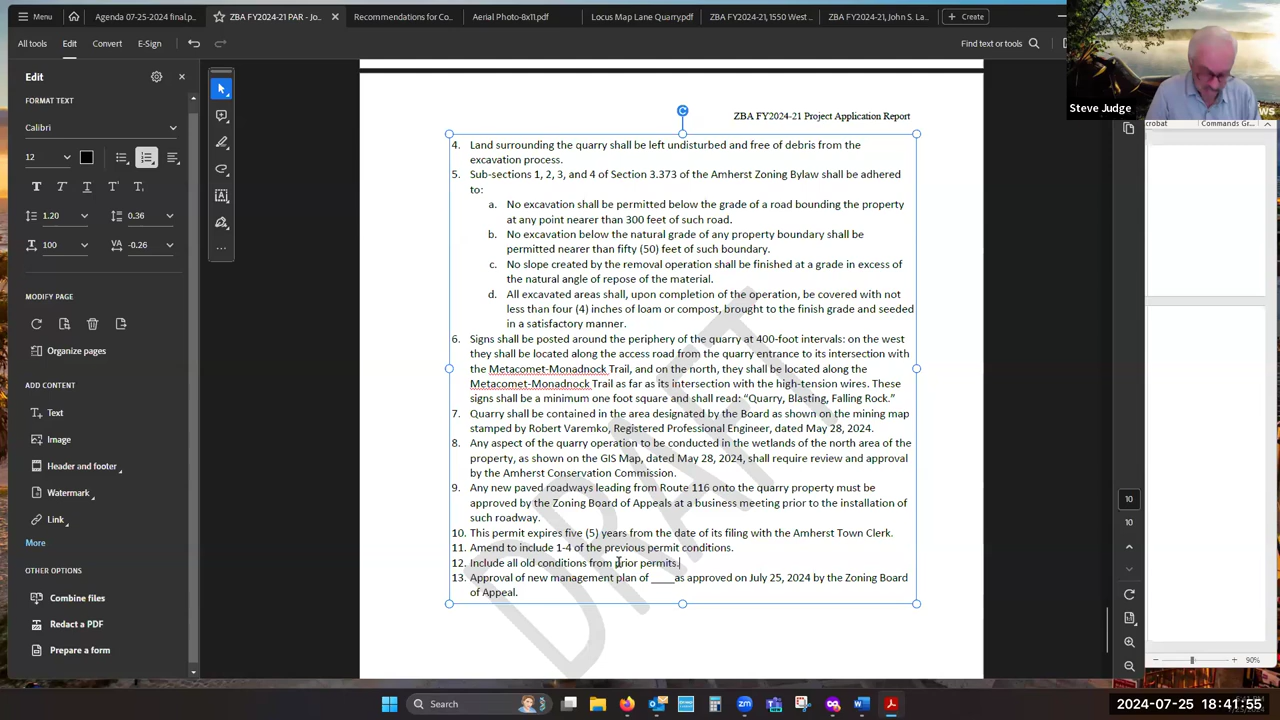 Menu
Agenda 07-25-2024 final.p...
ZBA FY2024-21 PAR - Jo...
Recommendations for Co...
Aerial Photo-8x11.pdf
Locus Map Lane Quarry.pdf
ZBA FY2024-21, 1550 West ...
ZBA FY2024-21, John S. La...
Create
All tools
Edit
Convert
E-Sign
Find text or tools
Steve Judge
Edit
FORMAT TEXT
Calibri
12
1.20
0.36
100
-0.26
MODIFY PAGE
Organize pages
ADD CONTENT
Text
Image
Header and footer
Watermark
Link
More
OTHER OPTIONS
Combine files
Redact a PDF
Prepare a form
ZBA FY2024-21 Project Application Report
4. Land surrounding the quarry shall be left undisturbed and free of debris from the
excavation process.
5. Sub-sections 1, 2, 3, and 4 of Section 3.373 of the Amherst Zoning Bylaw shall be adhered
to:
a. No excavation shall be permitted below the grade of a road bounding the property
at any point nearer than 300 feet of such road.
b. No excavation below the natural grade of any property boundary shall be
permitted nearer than fifty (50) feet of such boundary.
c. No slope created by the removal operation shall be finished at a grade in excess of
the natural angle of repose of the material.
d. All excavated areas shall, upon completion of the operation, be covered with not
less than four (4) inches of loam or compost, brought to the finish grade and seeded
in a satisfactory manner.
6. Signs shall be posted around the periphery of the quarry at 400-foot intervals: on the west
they shall be located along the access road from the quarry entrance to its intersection with
the Metacomet-Monadnock Trail, and on the north, they shall be located along the
Metacomet-Monadnock Trail as far as its intersection with the high-tension wires. These
signs shall be a minimum one foot square and shall read: “Quarry, Blasting, Falling Rock.”
7. Quarry shall be contained in the area designated by the Board as shown on the mining map
stamped by Robert Varemko, Registered Professional Engineer, dated May 28, 2024.
8. Any aspect of the quarry operation to be conducted in the wetlands of the north area of the
property, as shown on the GIS Map, dated May 28, 2024, shall require review and approval
by the Amherst Conservation Commission.
9. Any new paved roadways leading from Route 116 onto the quarry property must be
approved by the Zoning Board of Appeals at a business meeting prior to the installation of
such roadway.
10. This permit expires five (5) years from the date of its filing with the Amherst Town Clerk.
11. Amend to include 1-4 of the previous permit conditions.
12. Include all old conditions from prior permits.
13. Approval of new management plan of ____as approved on July 25, 2024 by the Zoning Board
of Appeal.
DRAFT
crobat
Commands Gr...
10
10
90%
Search
2024-07-25 18:41:55